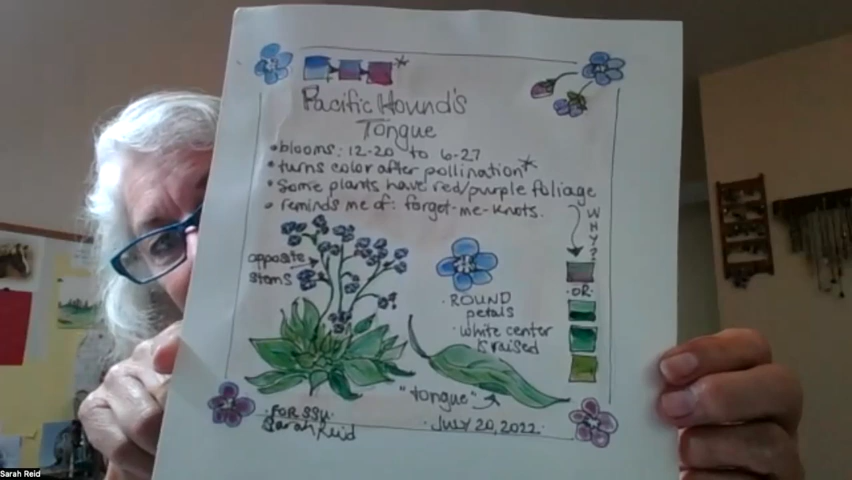 *
Pacific Hound's
Tongue
• blooms: 12-20 to 6-27
• turns color after pollination*
• Some plants have red/purple foliage
• reminds me of: forget-me-knots.
WHY?
opposite
stems
-OR-
• ROUND
petals
• white center
is raised
"tongue"
FOR SSU.
Sarah Reid
• JULY 20, 2022.
Sarah Reid